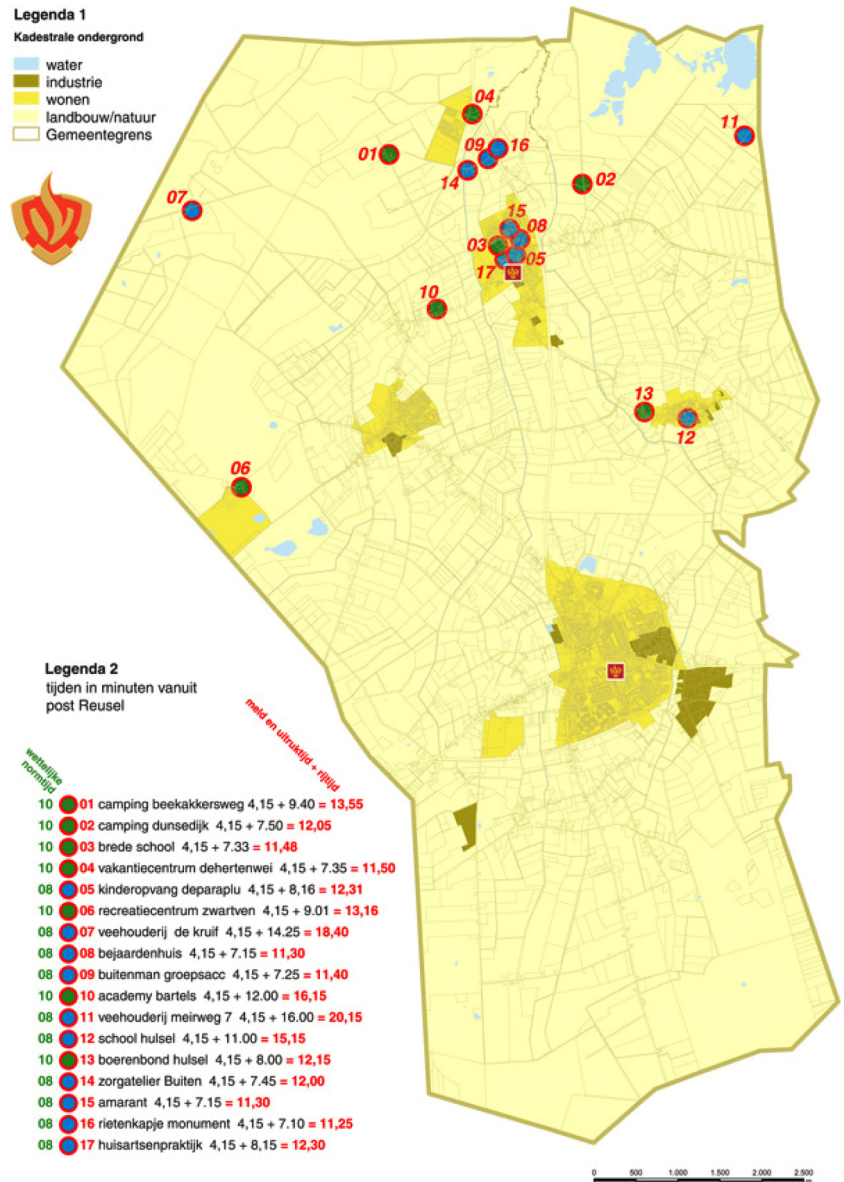 Legenda 1
Kadestrale ondergrond
water
industrie
wonen
landbouw/natuur
Gemeentegrens
04
01
09
16
14
11
02
07
15
08
03
05
17
10
13
12
06
Legenda 2
tijden in minuten vanuit
post Reusel
wettelijke
normtijd
meld en uitruktijd + rijtijd
10 01 camping beekakkersweg 4,15 + 9.40 = 13,55
10 02 camping dunsedijk 4,15 + 7.50 = 12,05
10 03 brede school 4,15 + 7.33 = 11,48
10 04 vakantiecentrum dehertenwei 4,15 + 7.35 = 11,50
08 05 kinderopvang deparaplu 4,15 + 8,16 = 12,31
10 06 recreatiecentrum zwartven 4,15 + 9.01 = 13,16
08 07 veehouderij de kruif 4,15 + 14.25 = 18,40
08 08 bejaardenhuis 4,15 + 7.15 = 11,30
08 09 buitenman groepsacc 4,15 + 7.25 = 11,40
10 10 academy bartels 4,15 + 12.00 = 16,15
08 11 veehouderij meirweg 7 4,15 + 16.00 = 20,15
08 12 school hulsel 4,15 + 11.00 = 15,15
10 13 boerenbond hulsel 4,15 + 8.00 = 12,15
08 14 zorgatelier Buiten 4,15 + 7.45 = 12,00
08 15 amarant 4,15 + 7.15 = 11,30
08 16 rietenkapje monument 4,15 + 7.10 = 11,25
08 17 huisartsenpraktijk 4,15 + 8,15 = 12,30
0 500 1.000 1.500 2.000 2.500